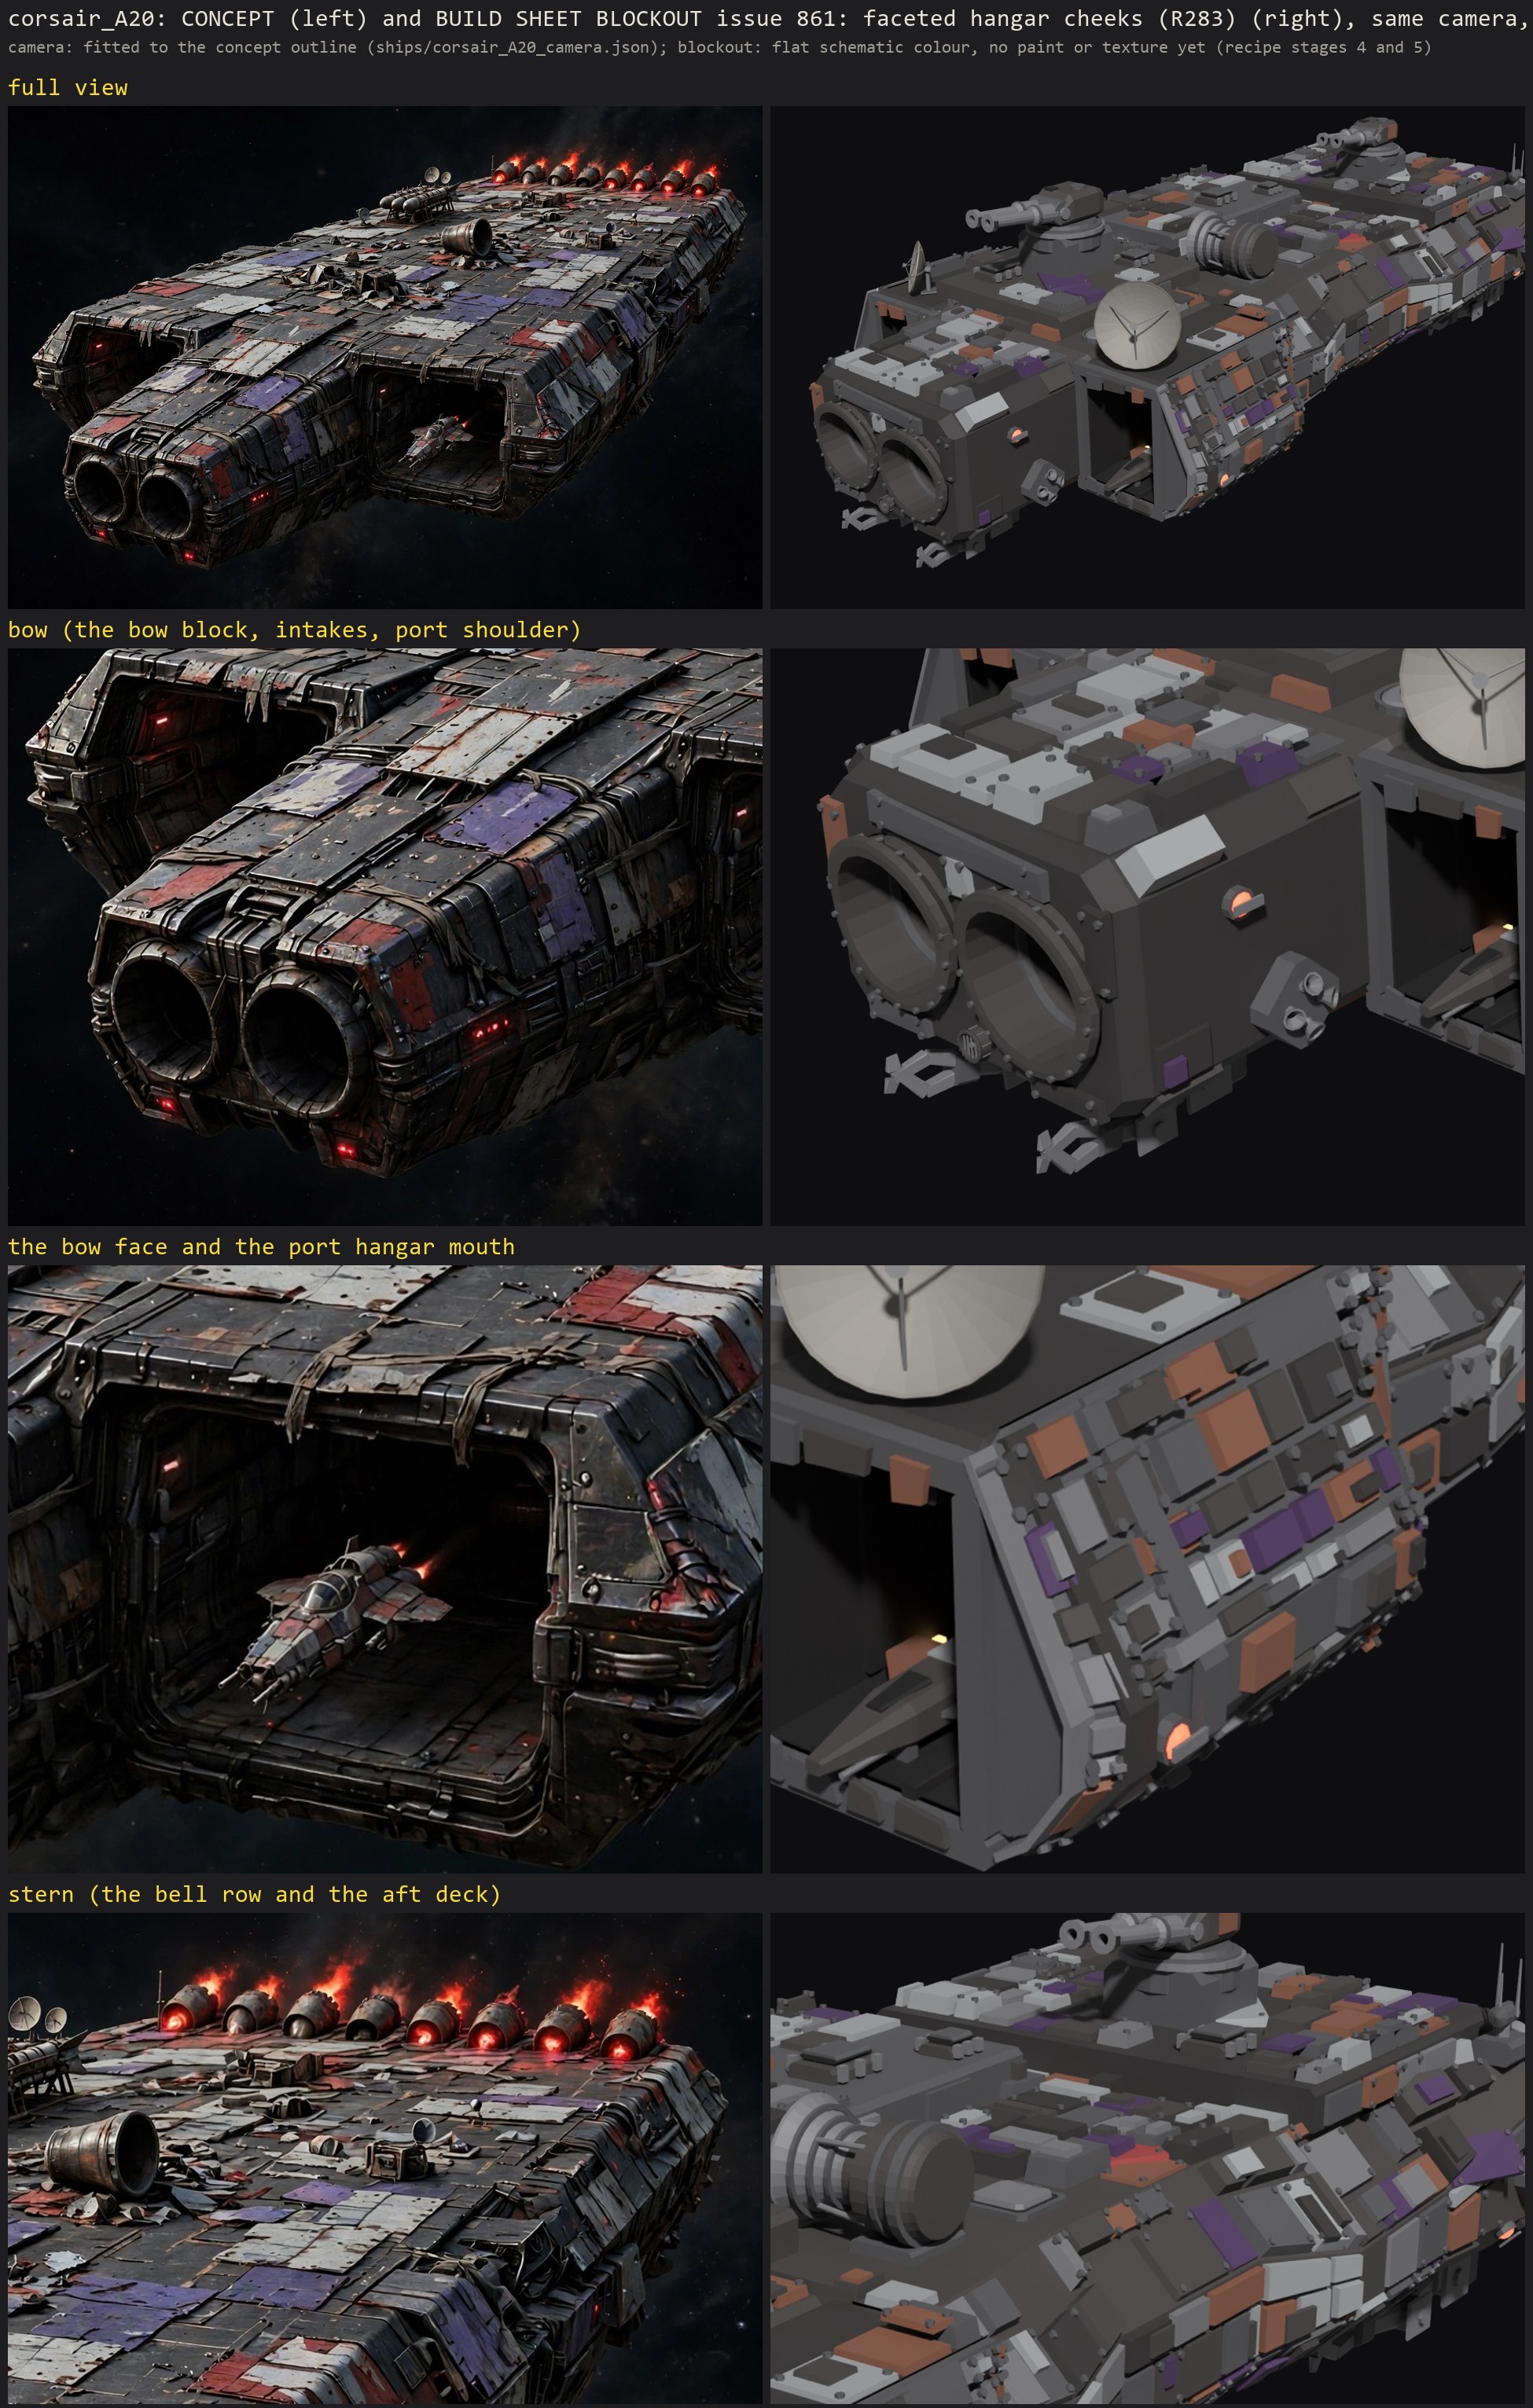 corsair_A20: CONCEPT (left) and BUILD SHEET BLOCKOUT issue 861: faceted hangar cheeks (R283) (right), same camera,
camera: fitted to the concept outline (ships/corsair_A20_camera.json); blockout: flat schematic colour, no paint or texture yet (recipe stages 4 and 5)
full view
bow (the bow block, intakes, port shoulder)
the bow face and the port hangar mouth
stern (the bell row and the aft deck)